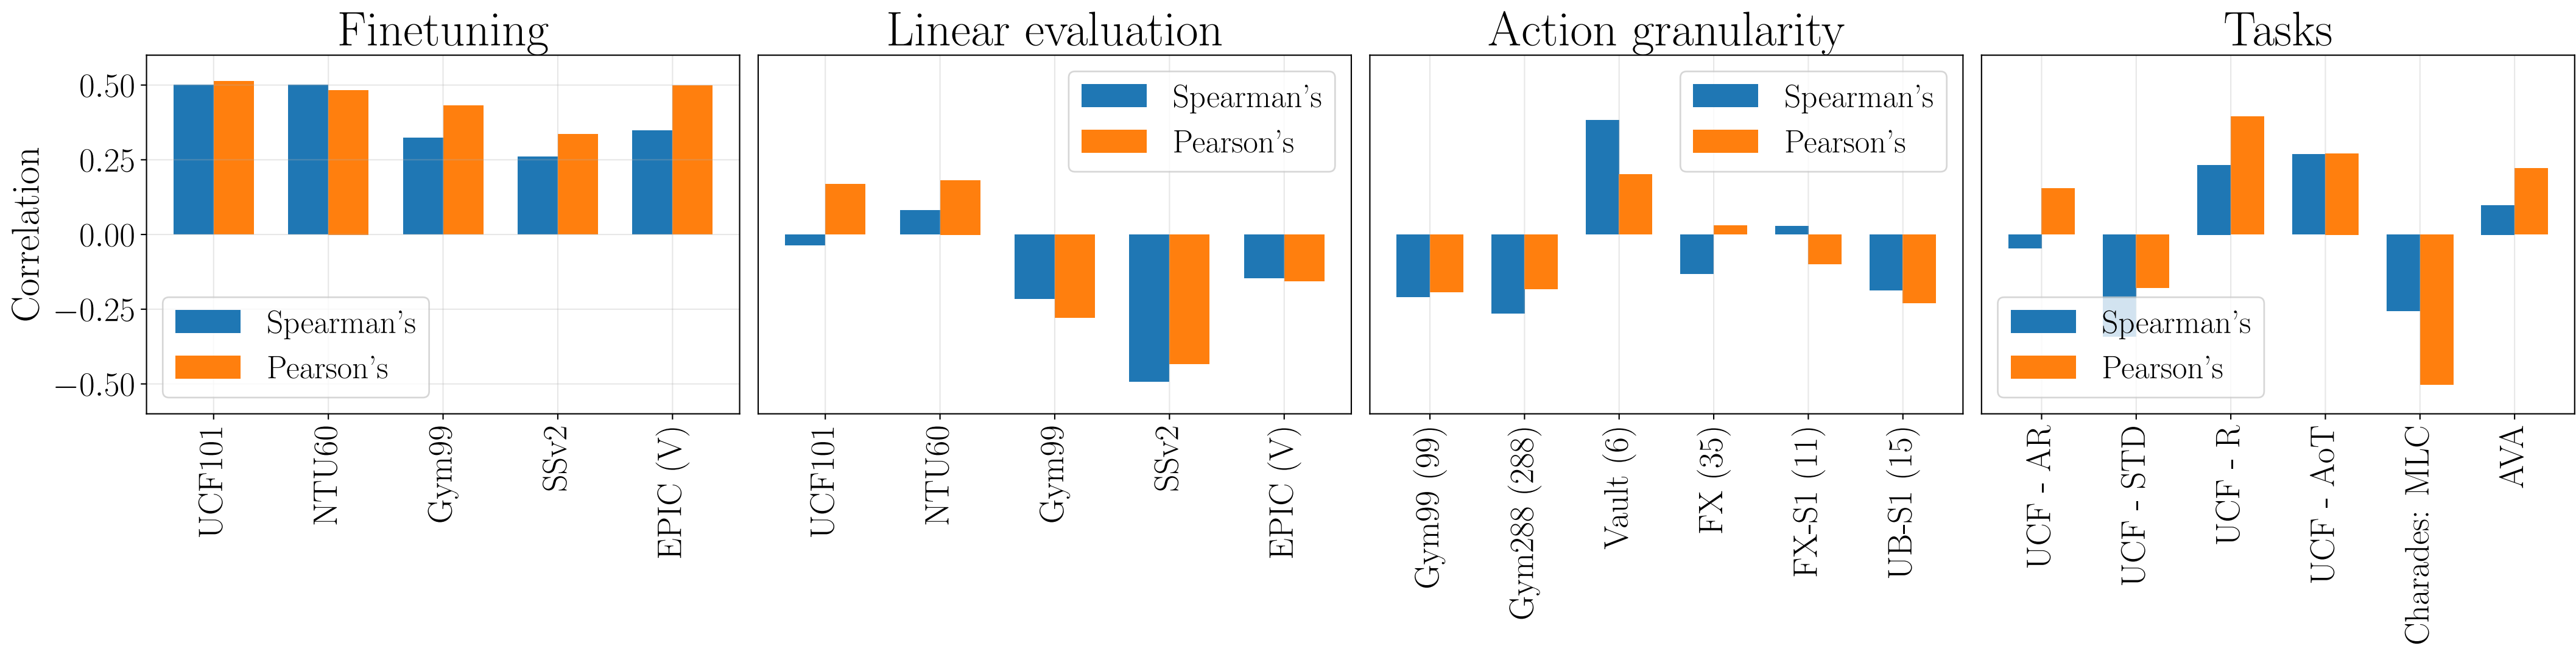 Finetuning
Linear evaluation
Action granularity
Tasks
Correlation
0.50
0.25
0.00
−0.25
−0.50
Spearman's
Pearson's
UCF101
NTU60
Gym99
SSv2
EPIC (V)
Spearman's
Pearson's
UCF101
NTU60
Gym99
SSv2
EPIC (V)
Spearman's
Pearson's
Gym99 (99)
Gym288 (288)
Vault (6)
FX (35)
FX-S1 (11)
UB-S1 (15)
Spearman's
Pearson's
UCF - AR
UCF - STD
UCF - R
UCF - AoT
Charades: MLC
AVA